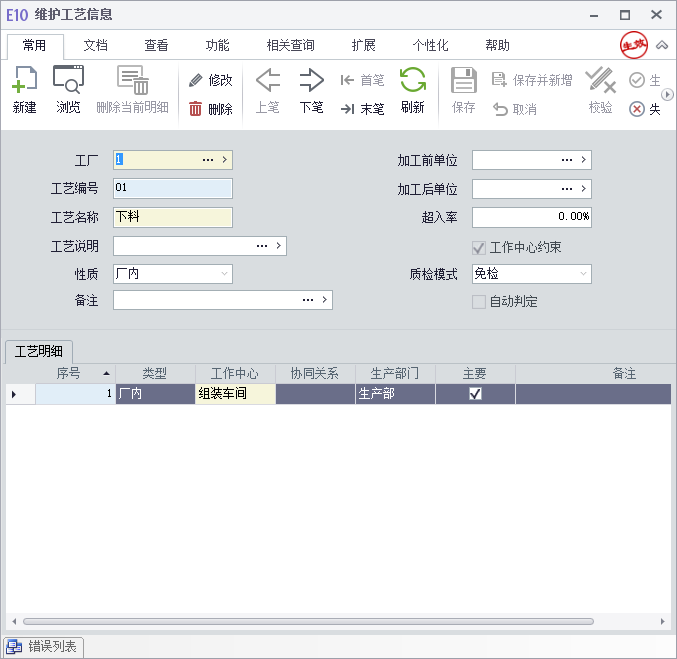 E10 维护工艺信息
常用 文档 查看 功能 相关查询 扩展 个性化 帮助
生效
新建 浏览 删除当前明细 修改 删除 上笔 下笔 首笔 末笔 刷新 保存 保存并新增 取消 校验 生 失
工厂 1 ··· 加工前单位 ···
工艺编号 01 加工后单位 ···
工艺名称 下料 超入率 0.00%
工艺说明 ··· 工作中心约束
性质 厂内 质检模式 免检
备注 ··· 自动判定
工艺明细
序号 类型 工作中心 协同关系 生产部门 主要 备注
1 厂内 组装车间 生产部
错误列表